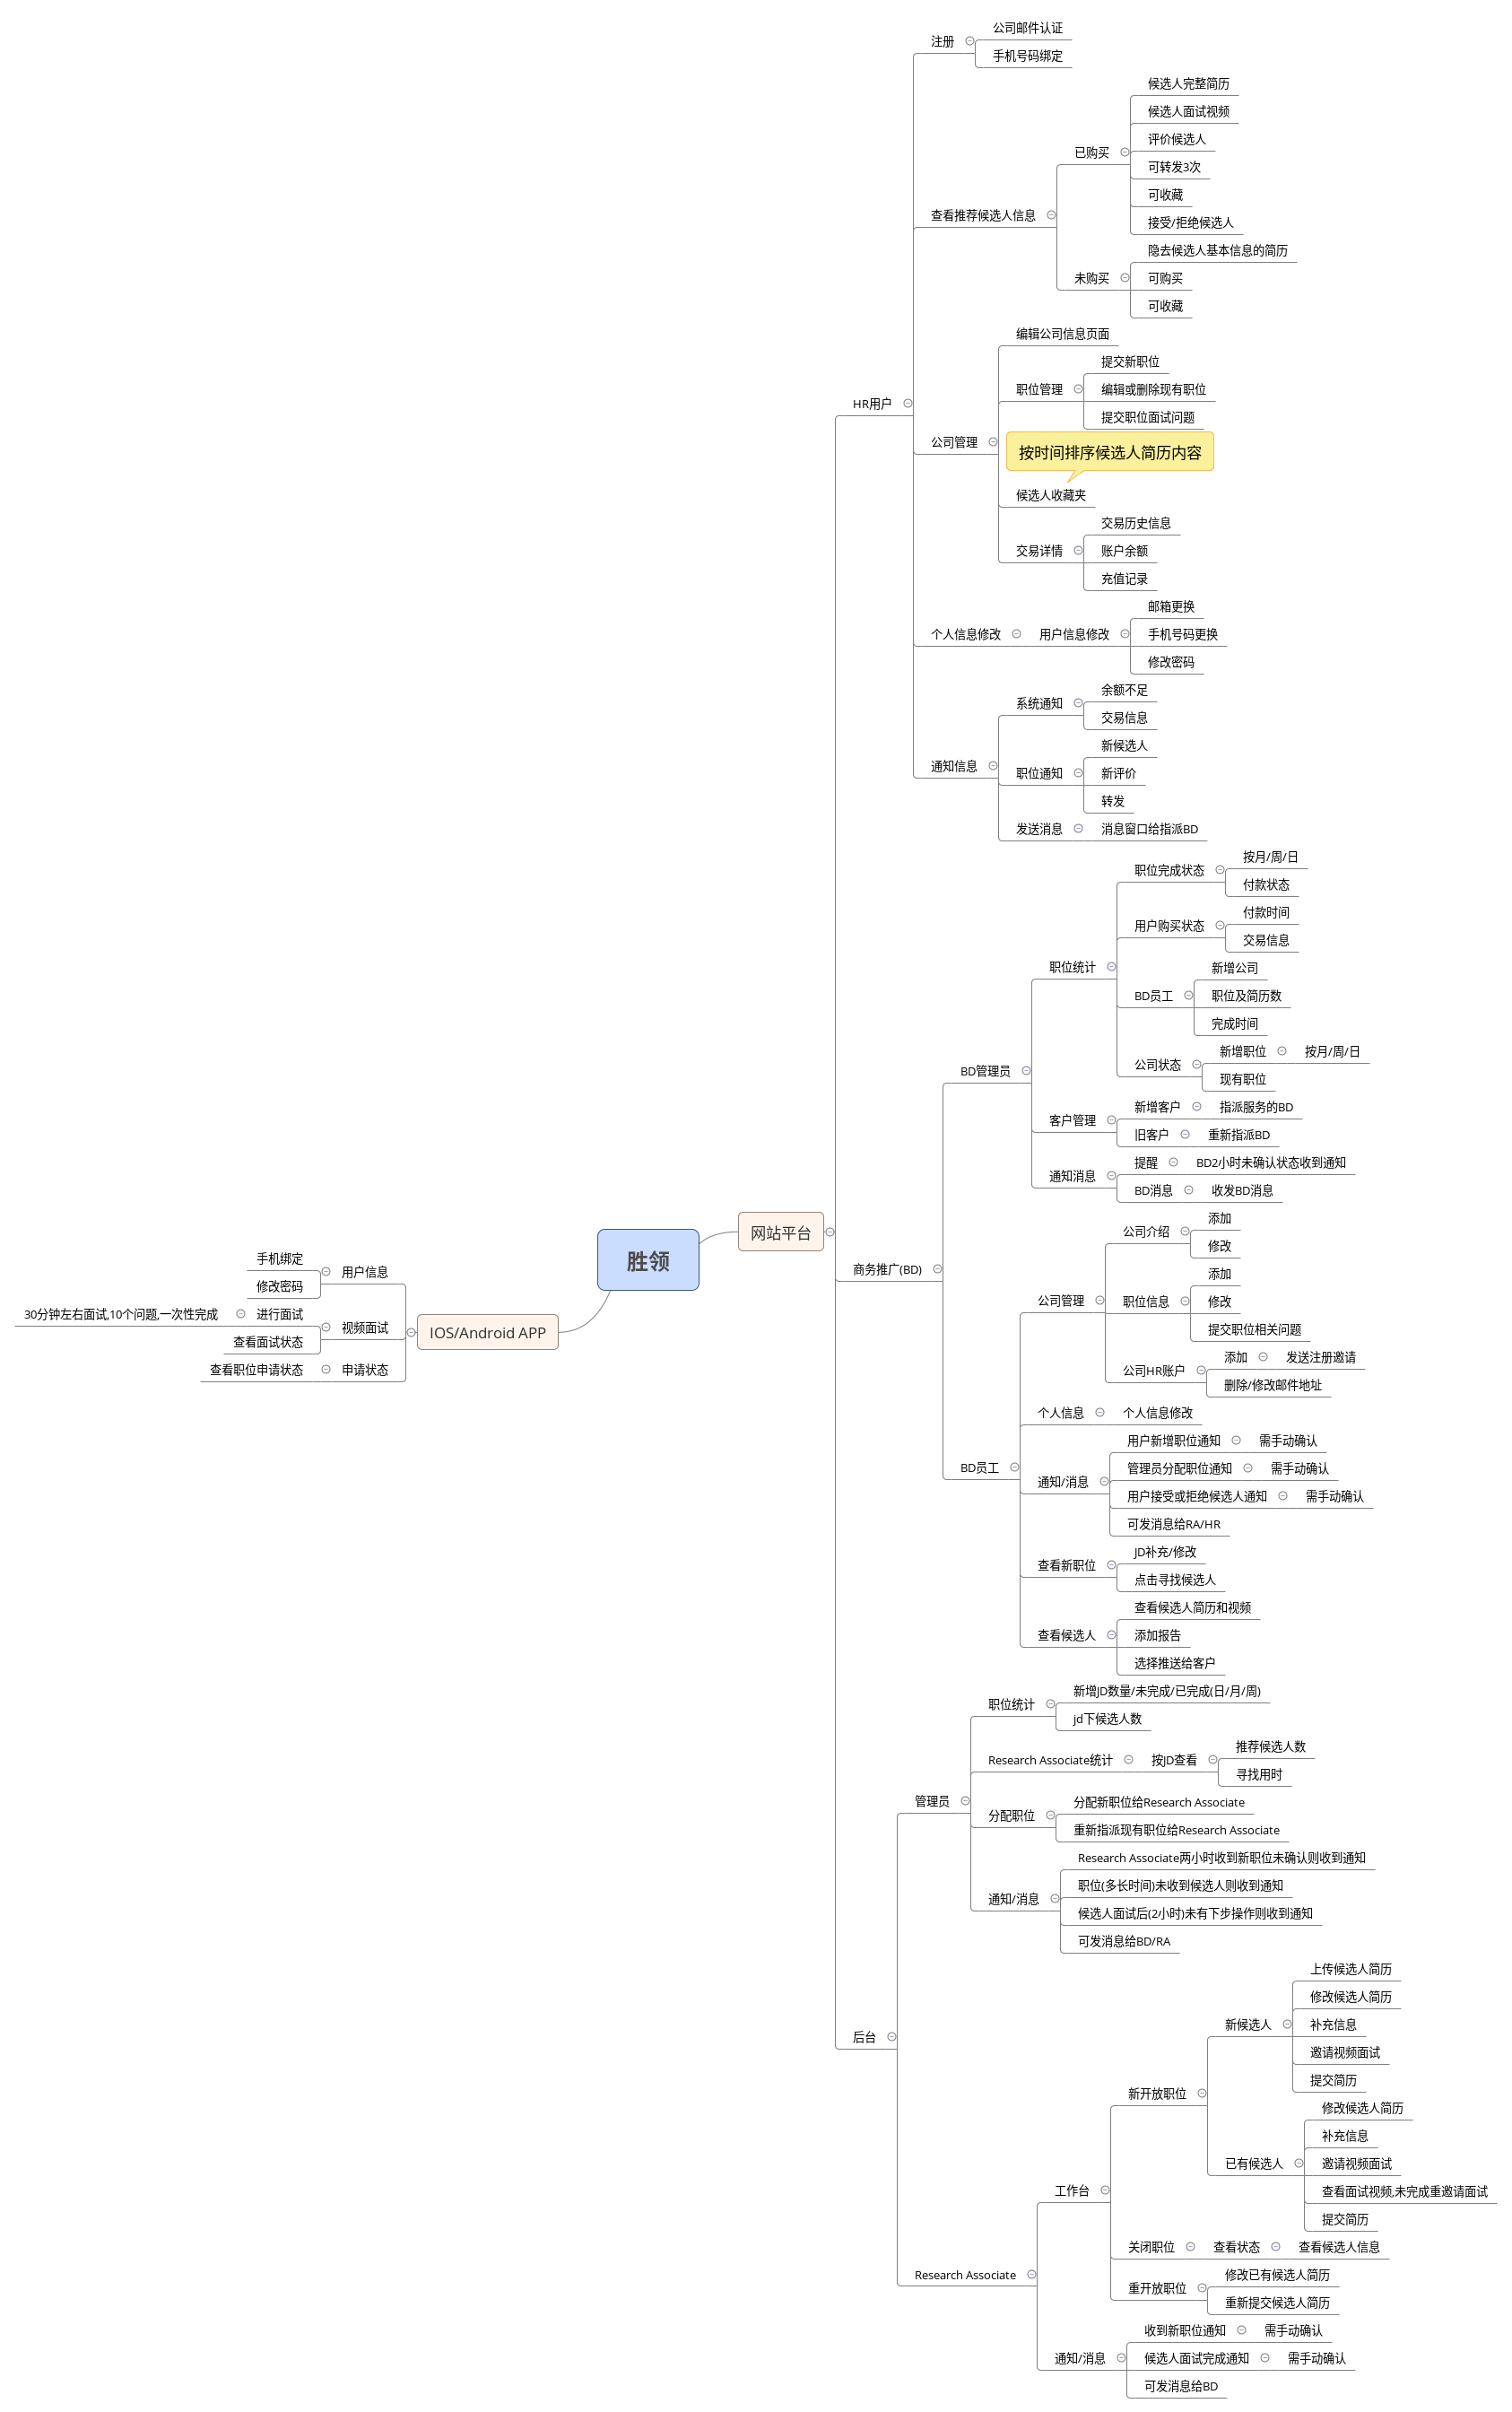 胜领
网站平台
HR用户
注册
公司邮件认证
手机号码绑定
查看推荐候选人信息
已购买
候选人完整简历
候选人面试视频
评价候选人
可转发3次
可收藏
接受/拒绝候选人
未购买
隐去候选人基本信息的简历
可购买
可收藏
公司管理
编辑公司信息页面
职位管理
提交新职位
编辑或删除现有职位
提交职位面试问题
按时间排序候选人简历内容
候选人收藏夹
交易详情
交易历史信息
账户余额
充值记录
个人信息修改
用户信息修改
邮箱更换
手机号码更换
修改密码
通知信息
系统通知
余额不足
交易信息
职位通知
新候选人
新评价
转发
发送消息
消息窗口给指派BD
商务推广(BD)
BD管理员
职位统计
职位完成状态
按月/周/日
付款状态
用户购买状态
付款时间
交易信息
BD员工
新增公司
职位及简历数
完成时间
公司状态
新增职位
按月/周/日
现有职位
客户管理
新增客户
指派服务的BD
旧客户
重新指派BD
通知消息
提醒
BD2小时未确认状态收到通知
BD消息
收发BD消息
BD员工
公司管理
公司介绍
添加
修改
职位信息
添加
修改
提交职位相关问题
公司HR账户
添加
发送注册邀请
删除/修改邮件地址
个人信息
个人信息修改
通知/消息
用户新增职位通知
需手动确认
管理员分配职位通知
需手动确认
用户接受或拒绝候选人通知
需手动确认
可发消息给RA/HR
查看新职位
JD补充/修改
点击寻找候选人
查看候选人
查看候选人简历和视频
添加报告
选择推送给客户
后台
管理员
职位统计
新增JD数量/未完成/已完成(日/月/周)
jd下候选人数
Research Associate统计
按JD查看
推荐候选人数
寻找用时
分配职位
分配新职位给Research Associate
重新指派现有职位给Research Associate
通知/消息
Research Associate两小时收到新职位未确认则收到通知
职位(多长时间)未收到候选人则收到通知
候选人面试后(2小时)未有下步操作则收到通知
可发消息给BD/RA
Research Associate
工作台
新开放职位
新候选人
上传候选人简历
修改候选人简历
补充信息
邀请视频面试
提交简历
已有候选人
修改候选人简历
补充信息
邀请视频面试
查看面试视频,未完成重邀请面试
提交简历
关闭职位
查看状态
查看候选人信息
重开放职位
修改已有候选人简历
重新提交候选人简历
通知/消息
收到新职位通知
需手动确认
候选人面试完成通知
需手动确认
可发消息给BD
IOS/Android APP
用户信息
手机绑定
修改密码
视频面试
进行面试
30分钟左右面试,10个问题,一次性完成
查看面试状态
申请状态
查看职位申请状态